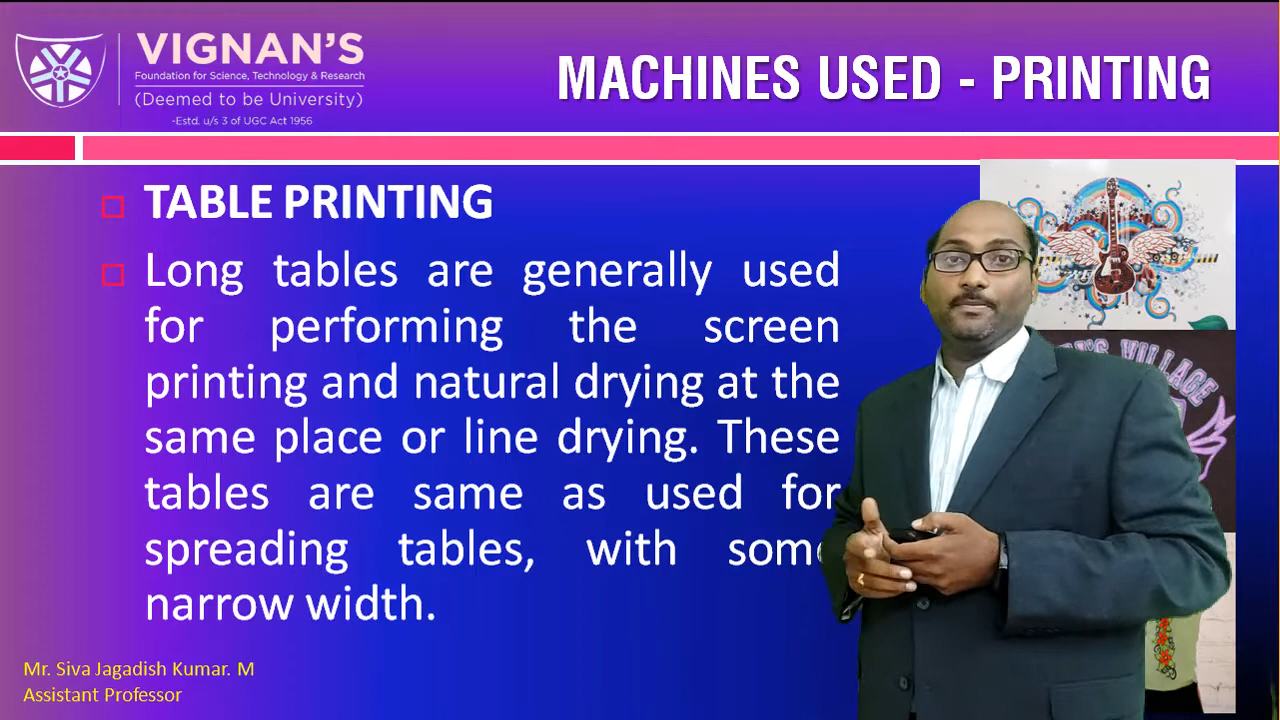 VIGNAN'S
Foundation for Science, Technology & Research
(Deemed to be University)
-Estd. u/s 3 of UGC Act 1956
MACHINES USED - PRINTING
TABLE PRINTING
Long tables are generally used
for performing the screen
printing and natural drying at the
same place or line drying. These
tables are same as used for
spreading tables, with some
narrow width.
VILLAGE
Mr. Siva Jagadish Kumar. M
Assistant Professor